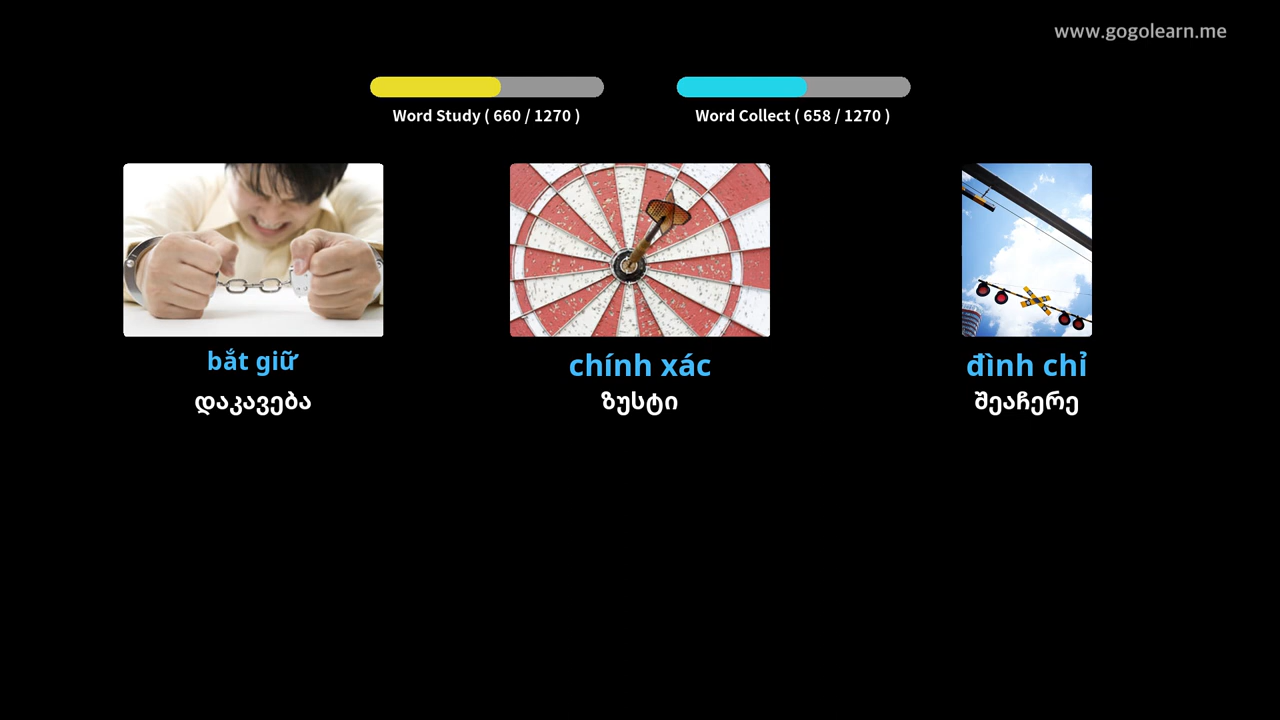 www.gogolearn.me
Word Study ( 660 / 1270 )
Word Collect ( 658 / 1270 )
bắt giữ
დაკავება
chính xác
ზუსტი
đình chỉ
შეაჩერე